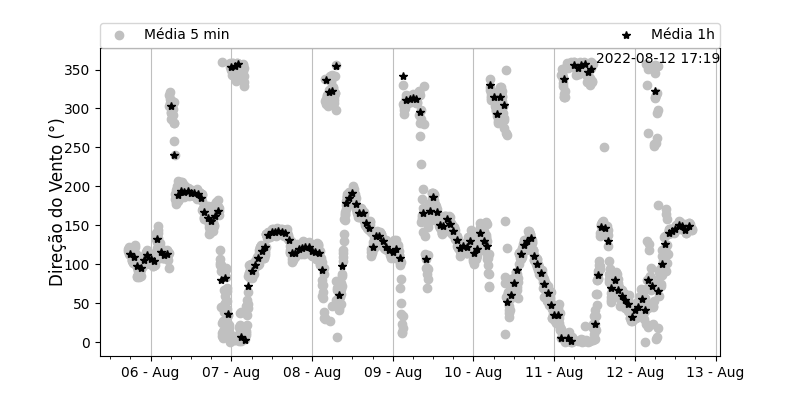 Média 5 min
Média 1h
2022-08-12 17:19
Direção do Vento (°)
350
300
250
200
150
100
50
0
06 - Aug
07 - Aug
08 - Aug
09 - Aug
10 - Aug
11 - Aug
12 - Aug
13 - Aug